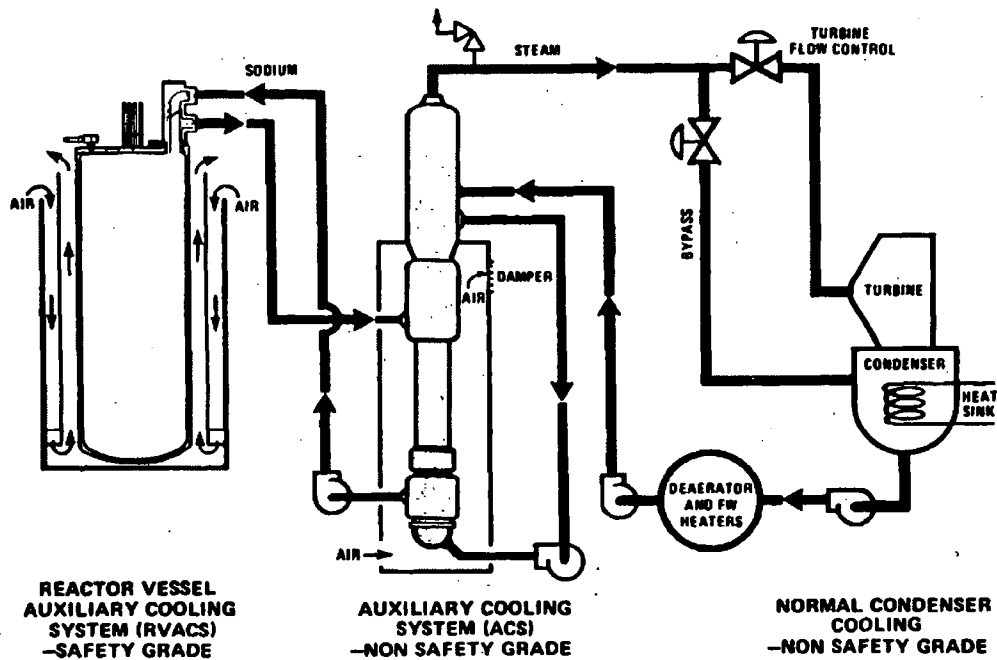 TURBINE
FLOW CONTROL
STEAM
SODIUM
AIR
AIR
BYPASS
DAMPER
AIR
TURBINE
CONDENSER
HEAT
SINK
DEAERATOR
AND FW
HEATERS
AIR
REACTOR VESSEL
AUXILIARY COOLING
SYSTEM (RVACS)
—SAFETY GRADE
AUXILIARY COOLING
SYSTEM (ACS)
—NON SAFETY GRADE
NORMAL CONDENSER
COOLING
—NON SAFETY GRADE